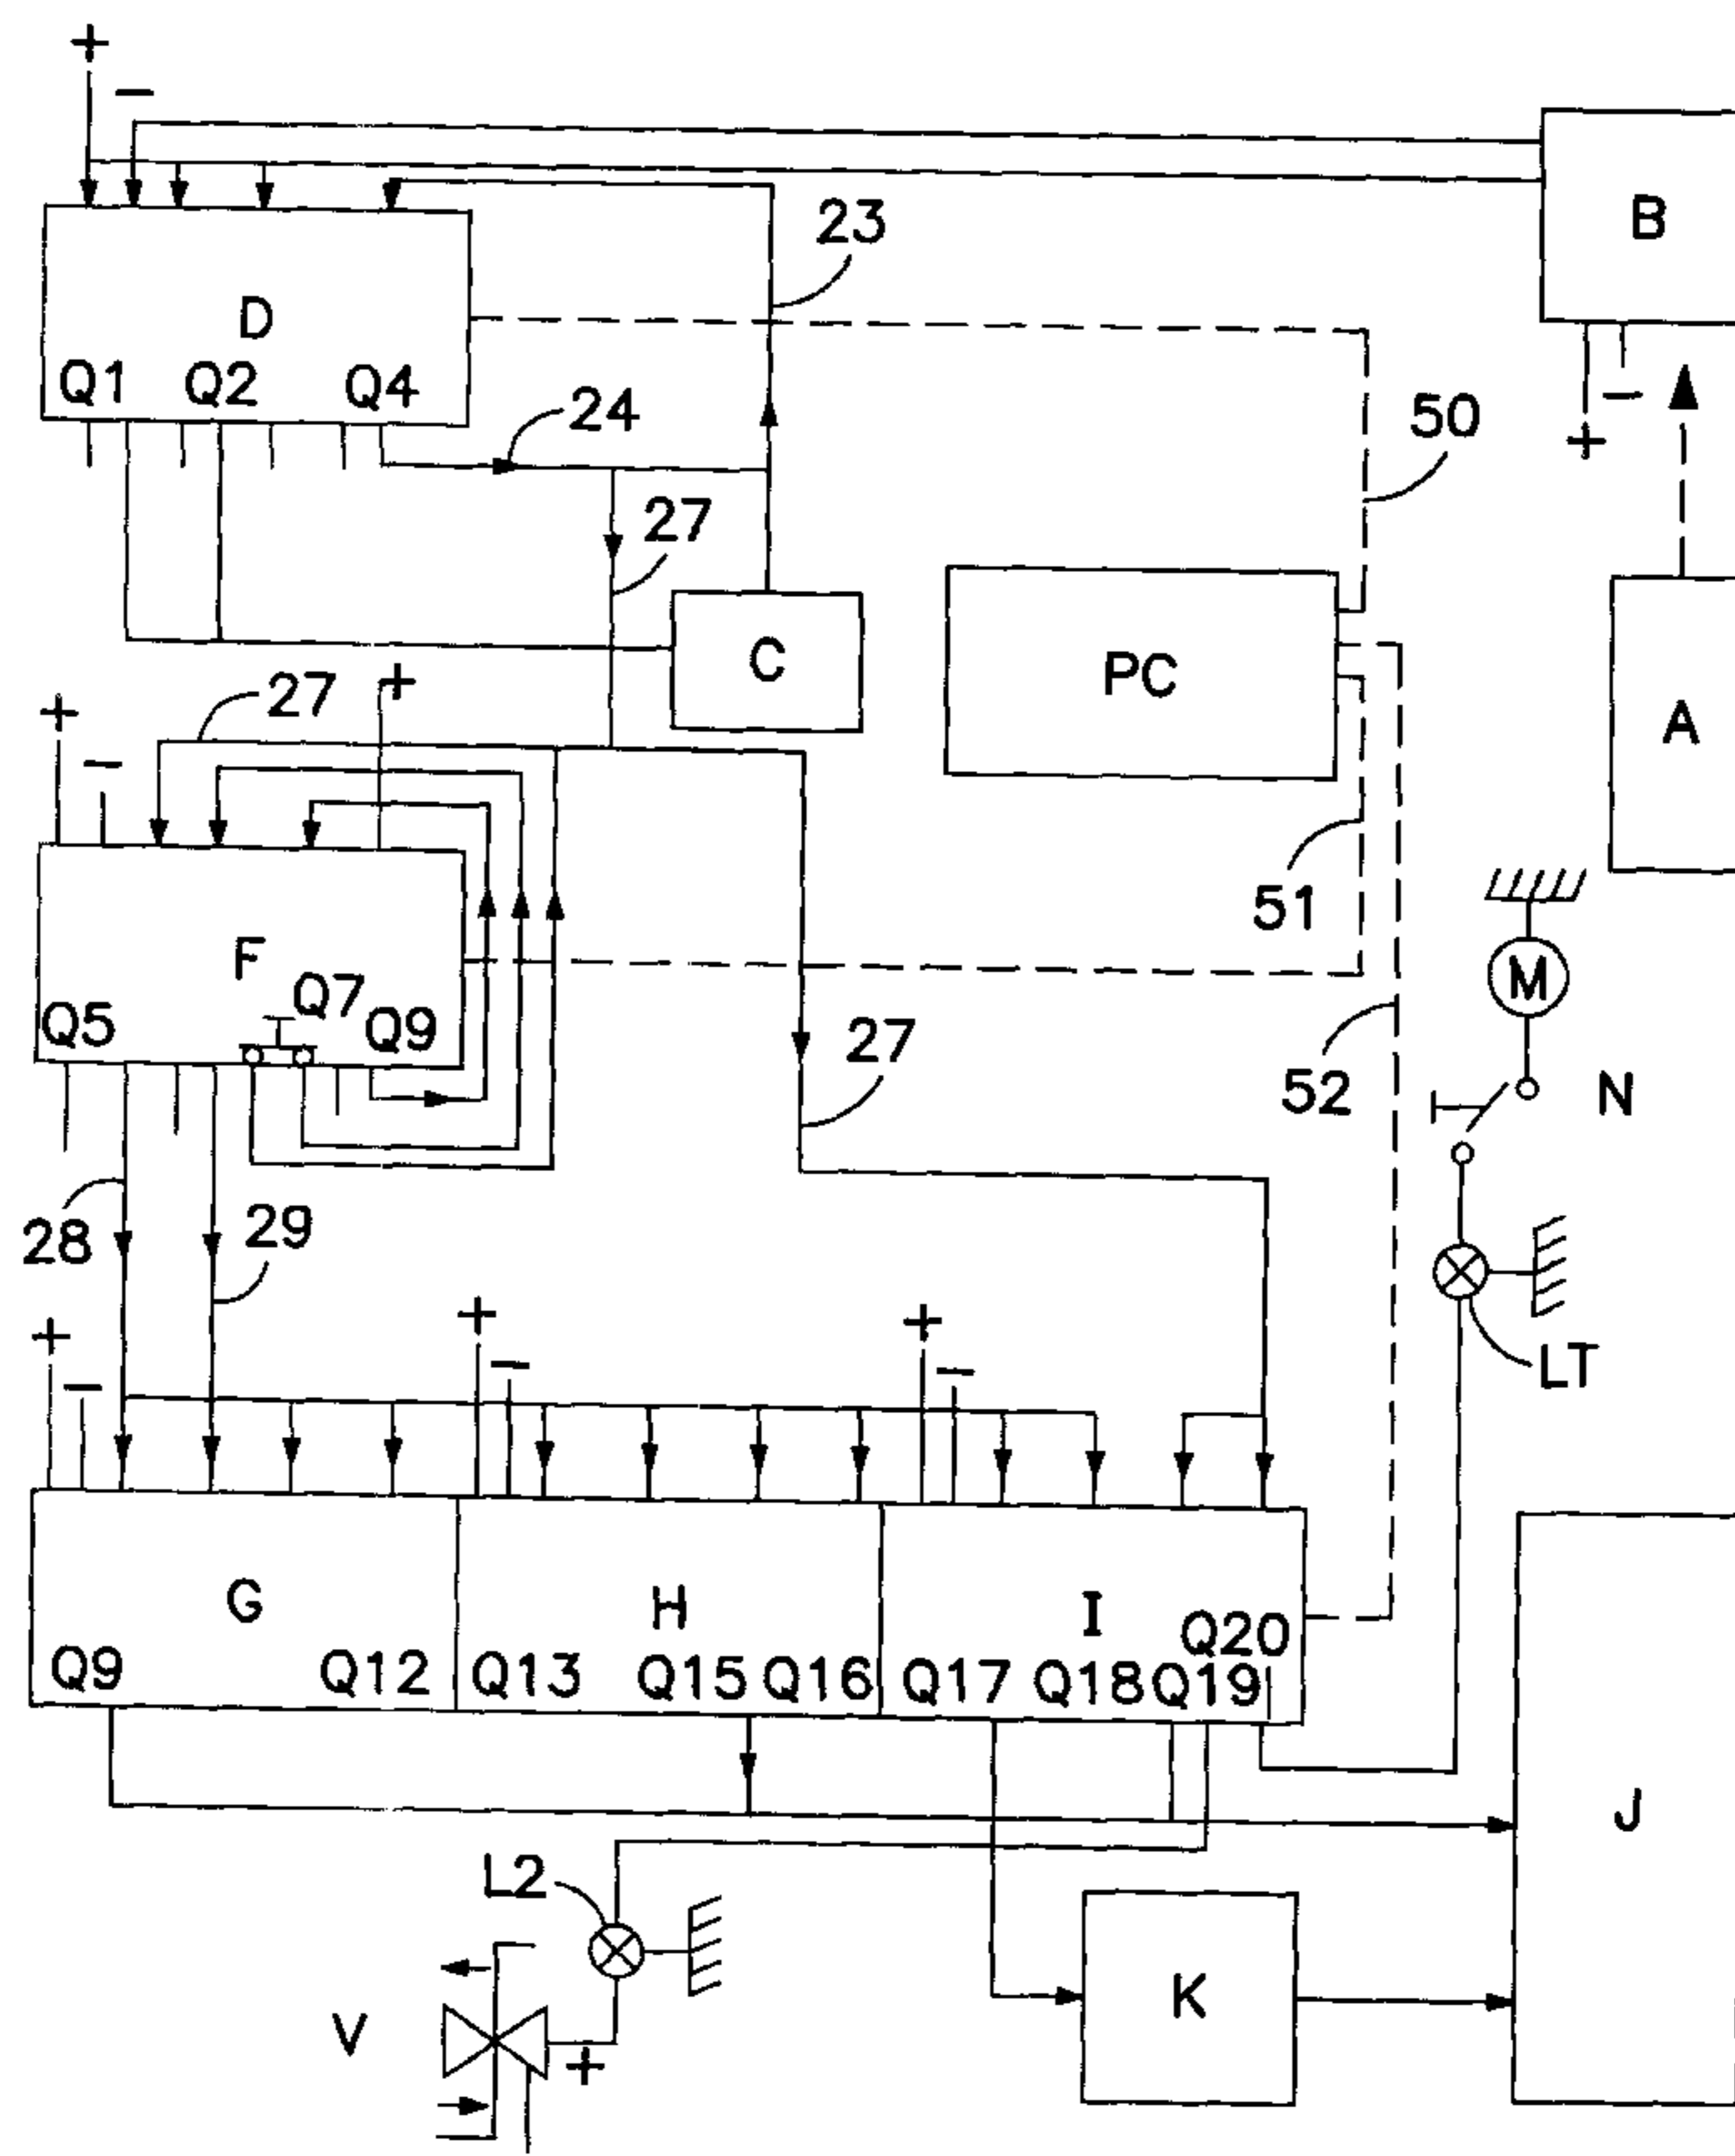 +
−
B
23
D
Q1 Q2 Q4
24
50
−
+
27
C
PC
A
27
+
+
−
51
M
F
Q7
Q5
Q9
27
52
N
28
29
+
+
+
−
−
−
LT
G
H
I
Q20
Q9
Q12
Q13
Q15
Q16
Q17
Q18
Q19
J
L2
K
V
+